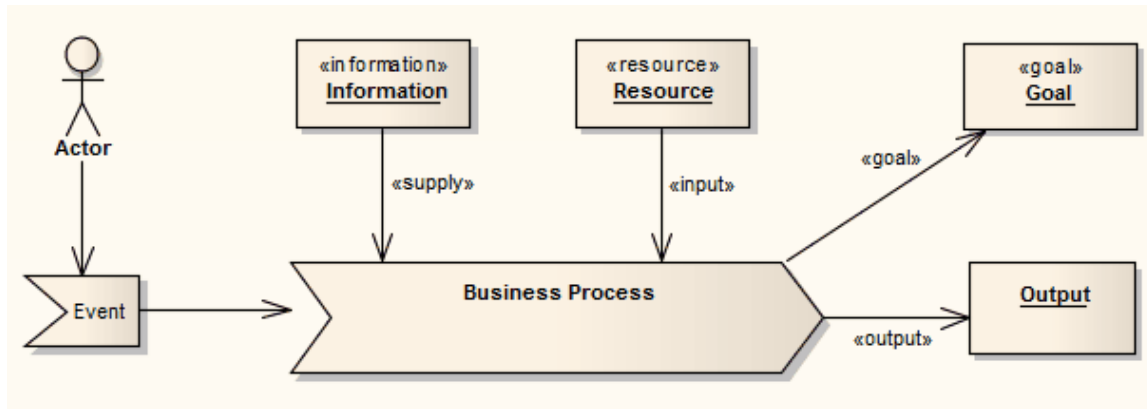 «information»
Information
«resource»
Resource
«goal»
Goal
Actor
«supply»
«input»
«goal»
Event
Business Process
Output
«output»